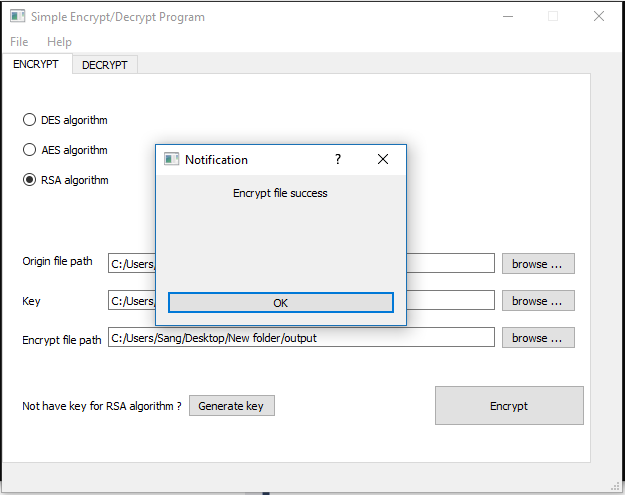 Simple Encrypt/Decrypt Program
File Help
ENCRYPT DECRYPT
DES algorithm
AES algorithm
RSA algorithm
Notification ?
Encrypt file success
OK
Origin file path C:/Users/ browse ...
Key C:/Users/ browse ...
Encrypt file path C:/Users/Sang/Desktop/New folder/output browse ...
Not have key for RSA algorithm ? Generate key Encrypt